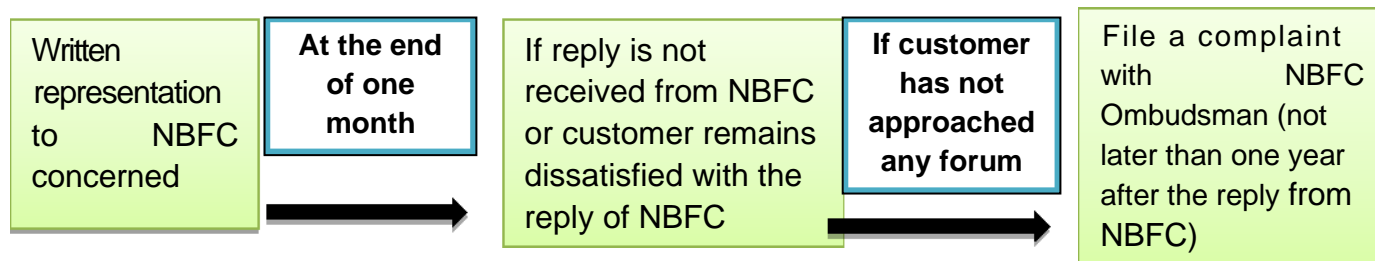 Written
representation
to NBFC
concerned
At the end
of one
month
If reply is not
received from NBFC
or customer remains
dissatisfied with the
reply of NBFC
If customer
has not
approached
any forum
File a complaint
with NBFC
Ombudsman (not
later than one year
after the reply from
NBFC)